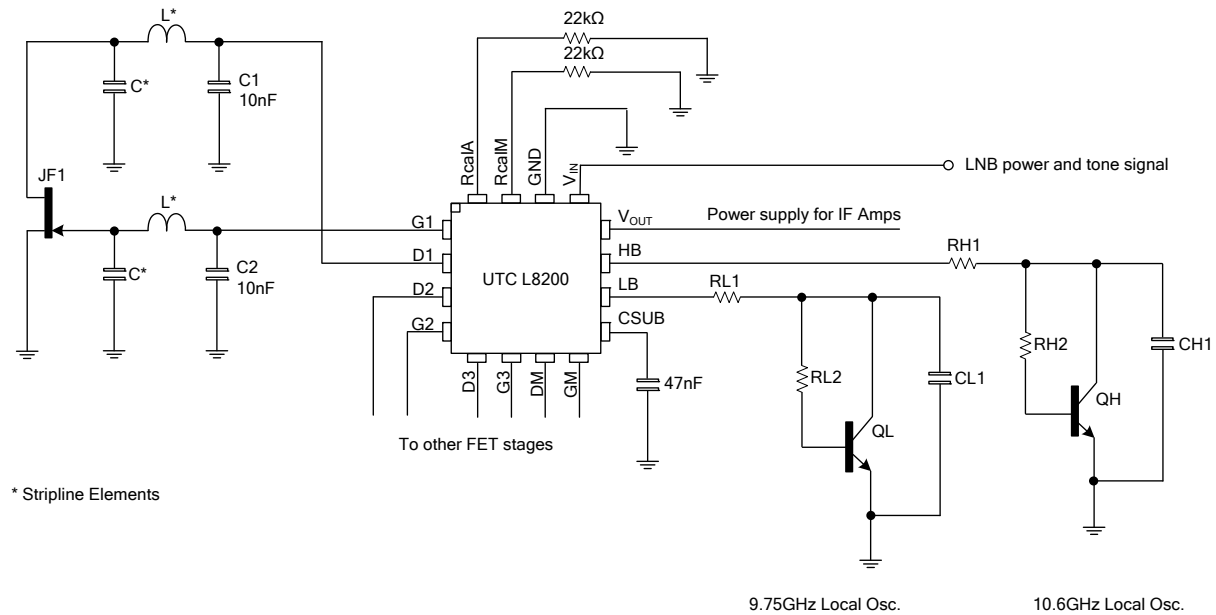 L*
22kΩ
22kΩ
C*
C1
10nF
RcalA
RcalM
GND
VIN
LNB power and tone signal
JF1
L*
G1
VOUT
Power supply for IF Amps
C*
C2
10nF
D1
UTC L8200
HB
RH1
D2
LB
RL1
G2
CSUB
RH2
CH1
D3
G3
DM
GM
47nF
RL2
CL1
QH
QL
To other FET stages
* Stripline Elements
9.75GHz Local Osc.
10.6GHz Local Osc.